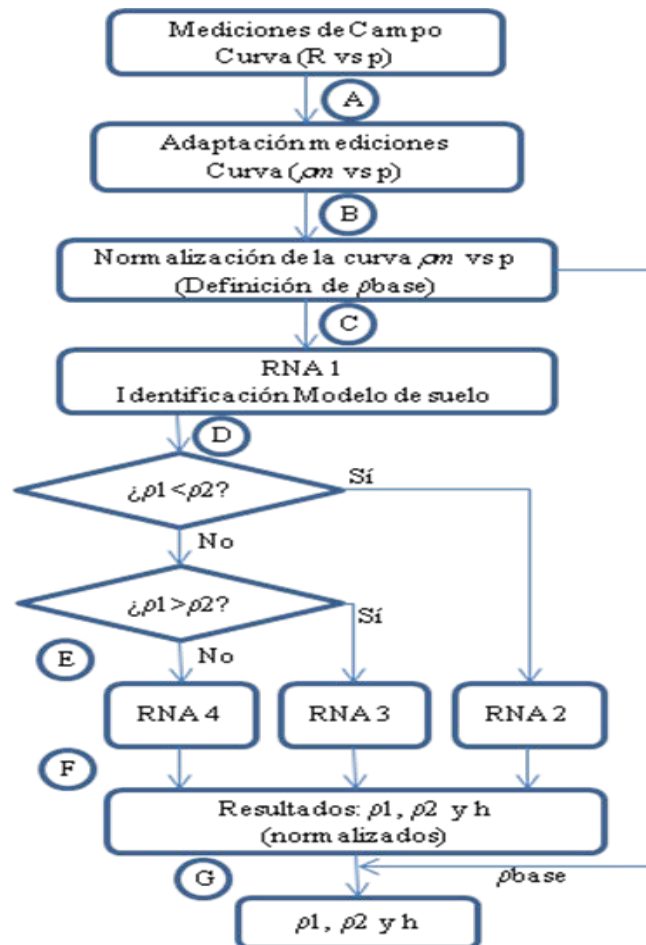 Mediciones de Campo
Curva (R vs p)
A
Adaptación mediciones
Curva (ρm vs p)
B
Normalización de la curva ρm vs p
(Definición de ρbase)
C
RNA 1
Identificación Modelo de suelo
D
¿ρ1<ρ2?
Sí
No
¿ρ1>ρ2?
Sí
E
No
RNA 4
RNA 3
RNA 2
F
Resultados: ρ1, ρ2 y h
(normalizados)
G
ρbase
ρ1, ρ2 y h